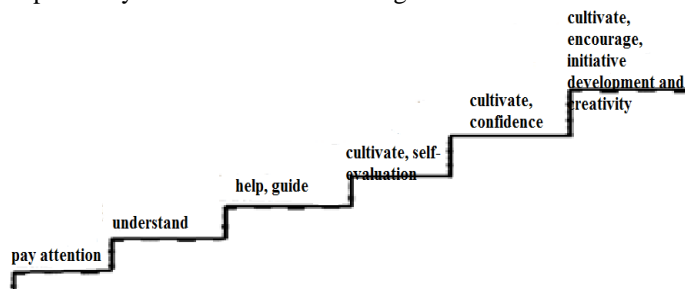 pay attention
understand
help, guide
cultivate, self-
evaluation
cultivate,
confidence
cultivate,
encourage,
initiative
development and
creativity